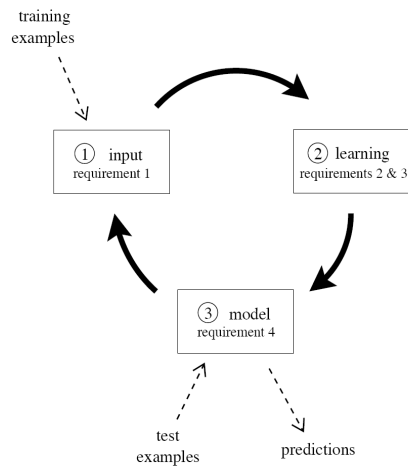 training
examples
1 input
requirement 1
2 learning
requirements 2 & 3
3 model
requirement 4
test
examples
predictions